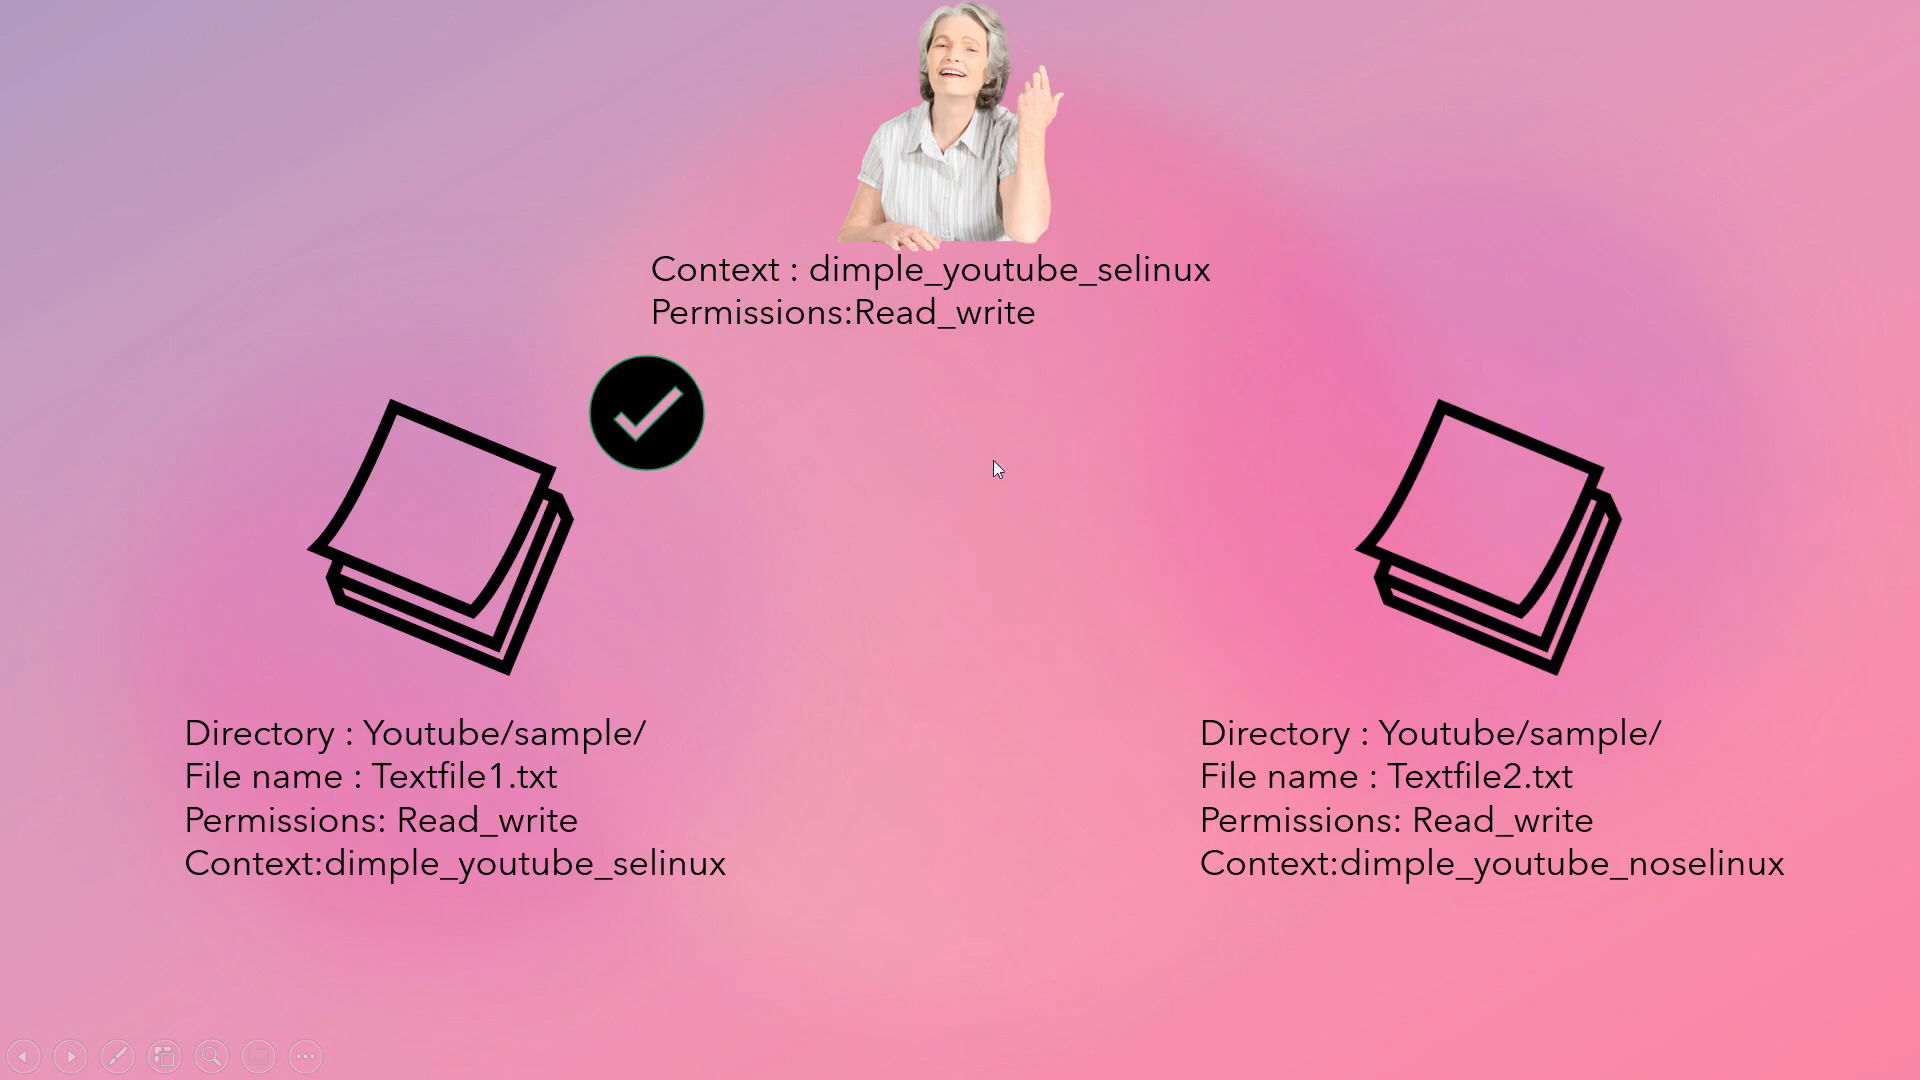 Context : dimple_youtube_selinux
Permissions:Read_write
Directory : Youtube/sample/
File name : Textfile1.txt
Permissions: Read_write
Context:dimple_youtube_selinux
Directory : Youtube/sample/
File name : Textfile2.txt
Permissions: Read_write
Context:dimple_youtube_noselinux